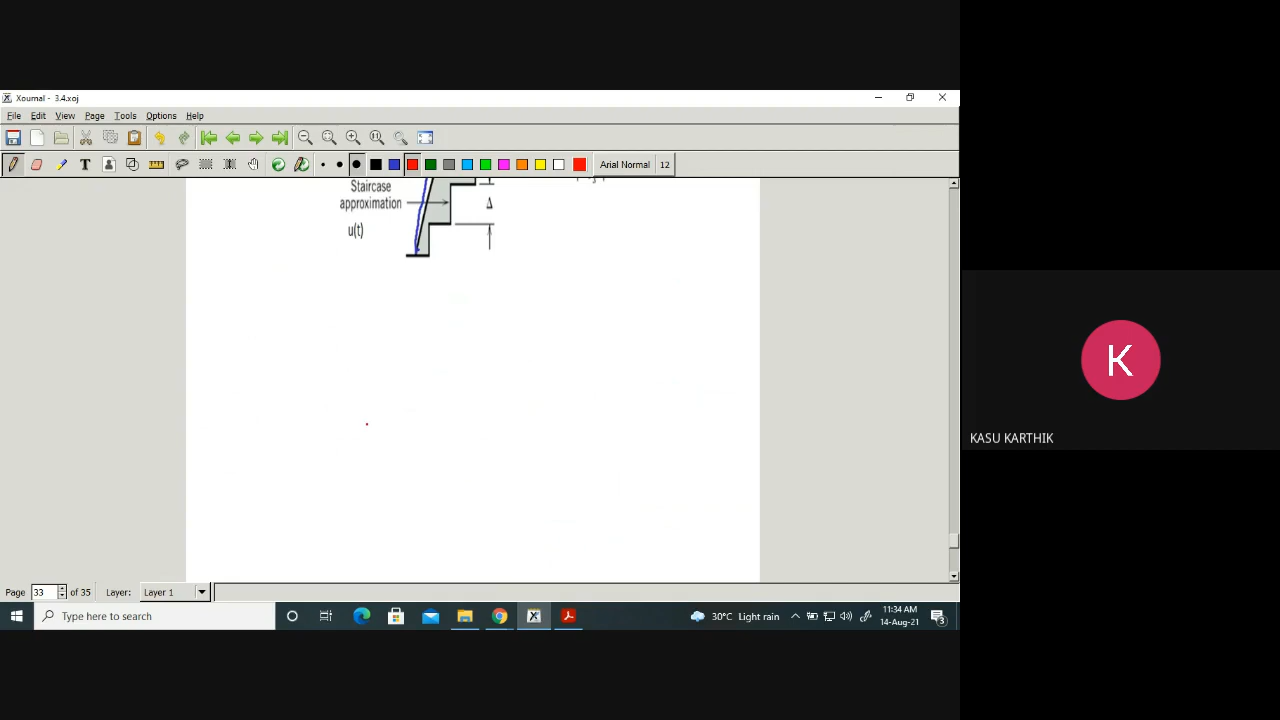 Xournal - 3.4.xoj
File Edit View Page Tools Options Help
T
Arial Normal 12
Staircase
approximation
u(t)
Δ
K
KASU KARTHIK
Page 33 of 35 Layer: Layer 1
Type here to search
30°C Light rain
11:34 AM
14-Aug-21
3